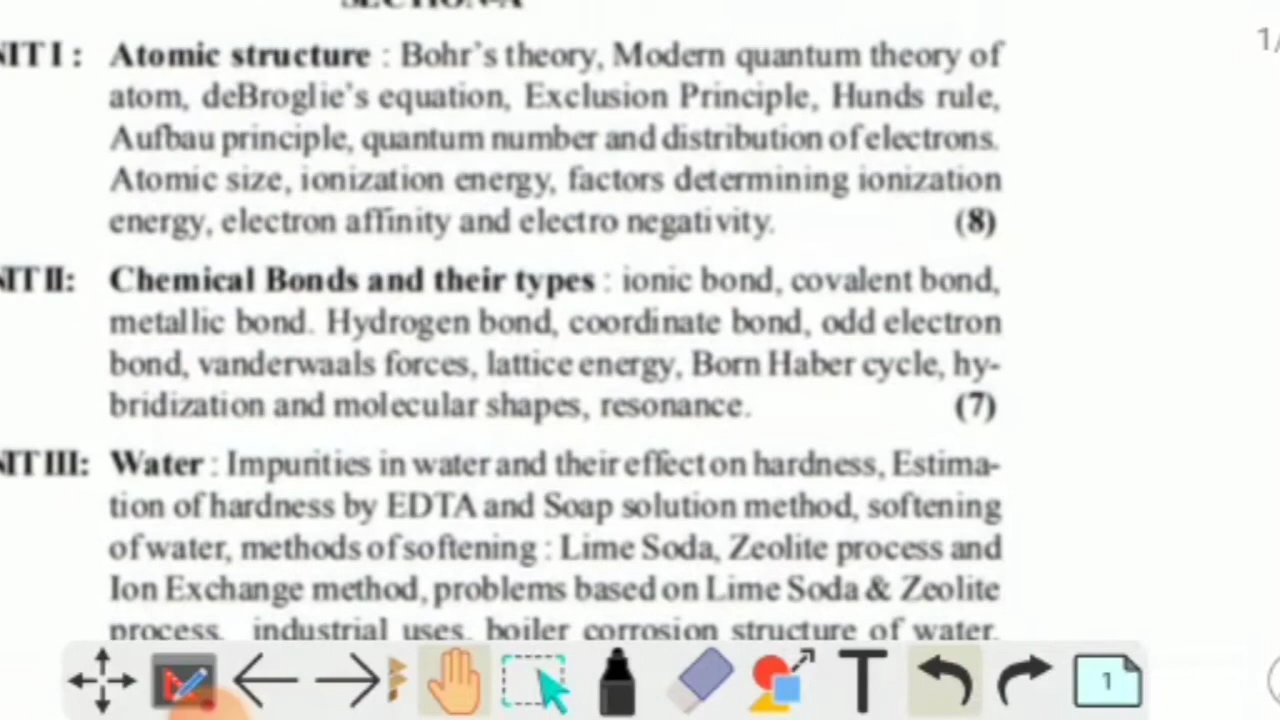 SECTION-A
NIT I : Atomic structure : Bohr's theory, Modern quantum theory of
atom, deBroglie's equation, Exclusion Principle, Hunds rule,
Aufbau principle, quantum number and distribution of electrons.
Atomic size, ionization energy, factors determining ionization
energy, electron affinity and electro negativity. (8)
NIT II: Chemical Bonds and their types : ionic bond, covalent bond,
metallic bond. Hydrogen bond, coordinate bond, odd electron
bond, vanderwaals forces, lattice energy, Born Haber cycle, hy-
bridization and molecular shapes, resonance. (7)
NIT III: Water : Impurities in water and their effect on hardness, Estima-
tion of hardness by EDTA and Soap solution method, softening
of water, methods of softening : Lime Soda, Zeolite process and
Ion Exchange method, problems based on Lime Soda & Zeolite
process, industrial uses, boiler corrosion structure of water,
1/
T
1